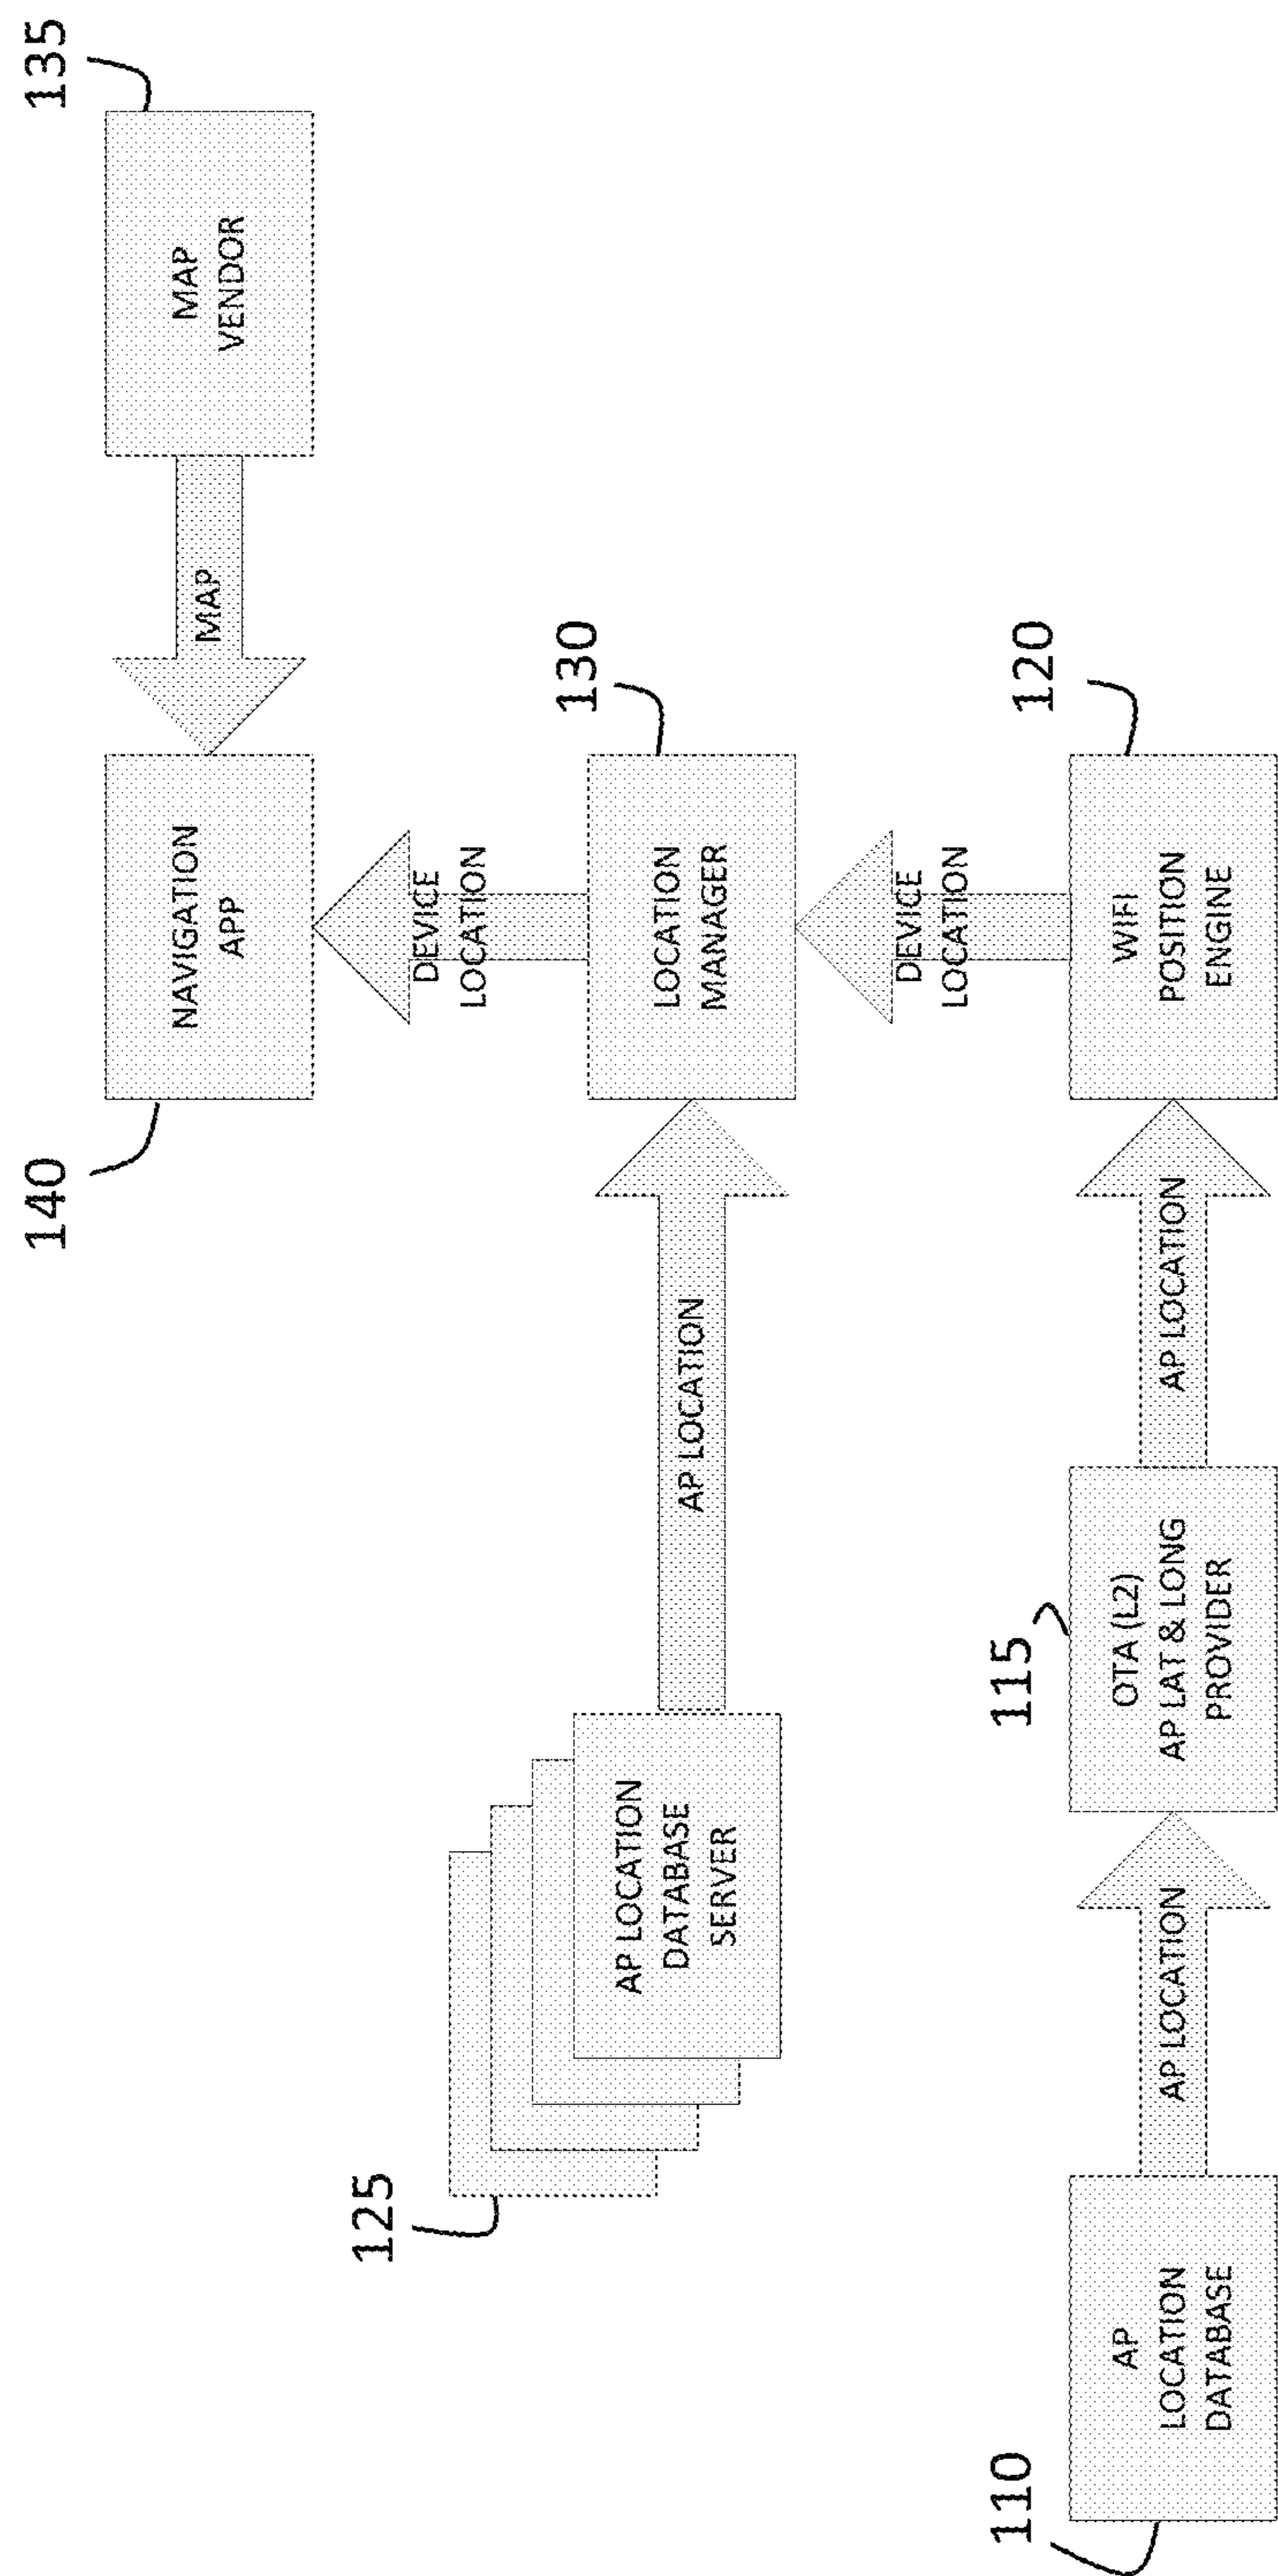 140
135
NAVIGATION
APP
MAP
MAP
VENDOR
125
DEVICE
LOCATION
130
AP LOCATION
DATABASE
SERVER
AP LOCATION
LOCATION
MANAGER
DEVICE
LOCATION
110
115
120
AP
LOCATION
DATABASE
AP LOCATION
OTA (L2)
AP LAT & LONG
PROVIDER
AP LOCATION
WIFI
POSITION
ENGINE